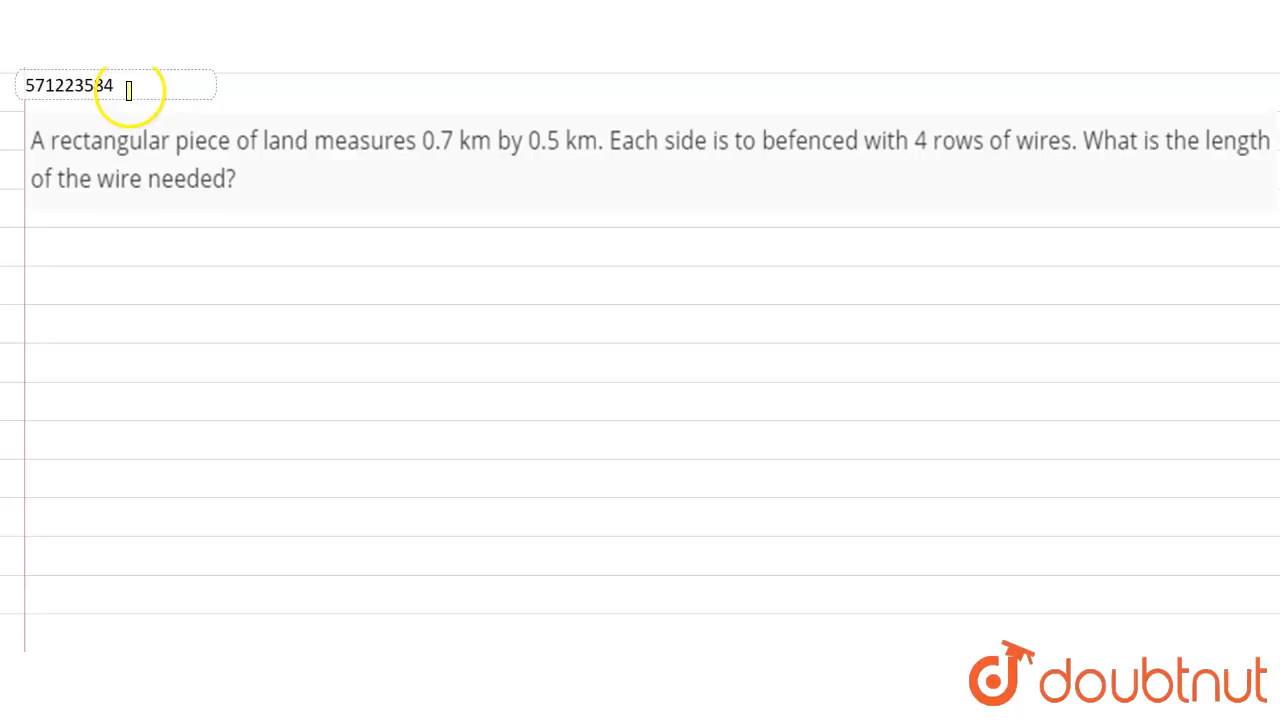 571223584
A rectangular piece of land measures 0.7 km by 0.5 km. Each side is to befenced with 4 rows of wires. What is the length
of the wire needed?
doubtnut